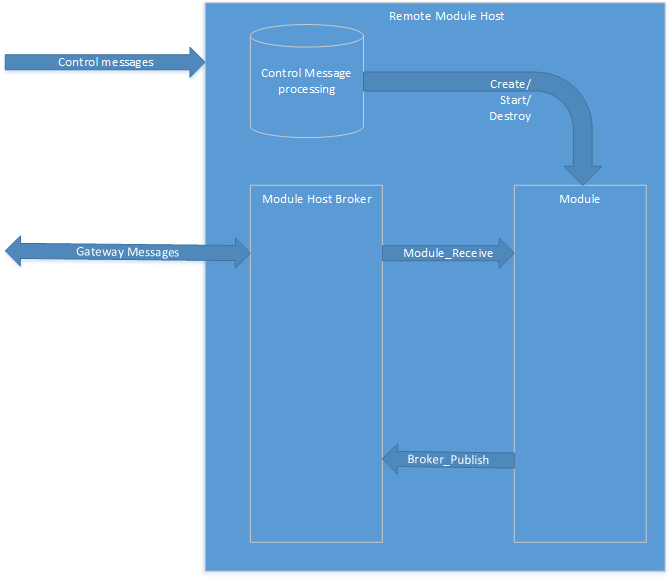 Remote Module Host
Control messages
Control Message
processing
Create/
Start/
Destroy
Module Host Broker
Module
Gateway Messages
Module_Receive
Broker_Publish